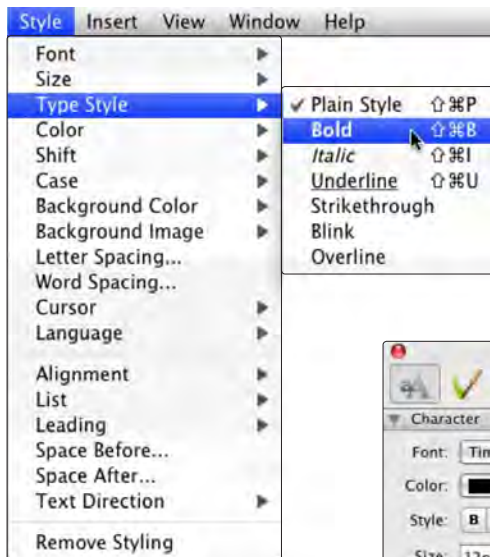 Style Insert View Window Help
Font
Size
Type Style
Color
Shift
Case
Background Color
Background Image
Letter Spacing...
Word Spacing...
Cursor
Language
Alignment
List
Leading
Space Before...
Space After...
Text Direction
Remove Styling
✓ Plain Style ⇧⌘P
Bold ⇧⌘B
Italic ⇧⌘I
Underline ⇧⌘U
Strikethrough
Blink
Overline
Character
Font: Tim
Color:
Style: B
Size: